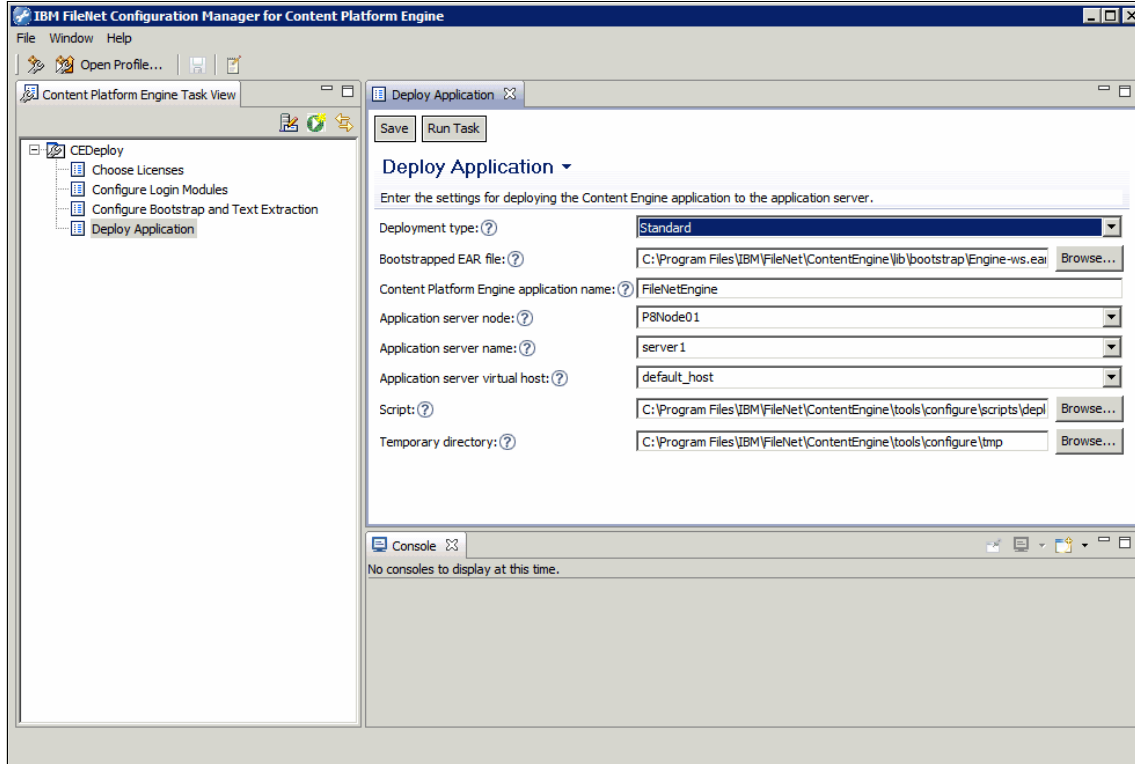 IBM FileNet Configuration Manager for Content Platform Engine
File Window Help
Open Profile...
Content Platform Engine Task View
CEDeploy
Choose Licenses
Configure Login Modules
Configure Bootstrap and Text Extraction
Deploy Application
Deploy Application
Save Run Task
Deploy Application
Enter the settings for deploying the Content Engine application to the application server.
Deployment type: ? Standard
Bootstrapped EAR file: ? C:\Program Files\IBM\FileNet\ContentEngine\lib\bootstrap\Engine-ws.ear Browse...
Content Platform Engine application name: ? FileNetEngine
Application server node: ? P8Node01
Application server name: ? server1
Application server virtual host: ? default_host
Script: ? C:\Program Files\IBM\FileNet\ContentEngine\tools\configure\scripts\depl Browse...
Temporary directory: ? C:\Program Files\IBM\FileNet\ContentEngine\tools\configure\tmp Browse...
Console
No consoles to display at this time.